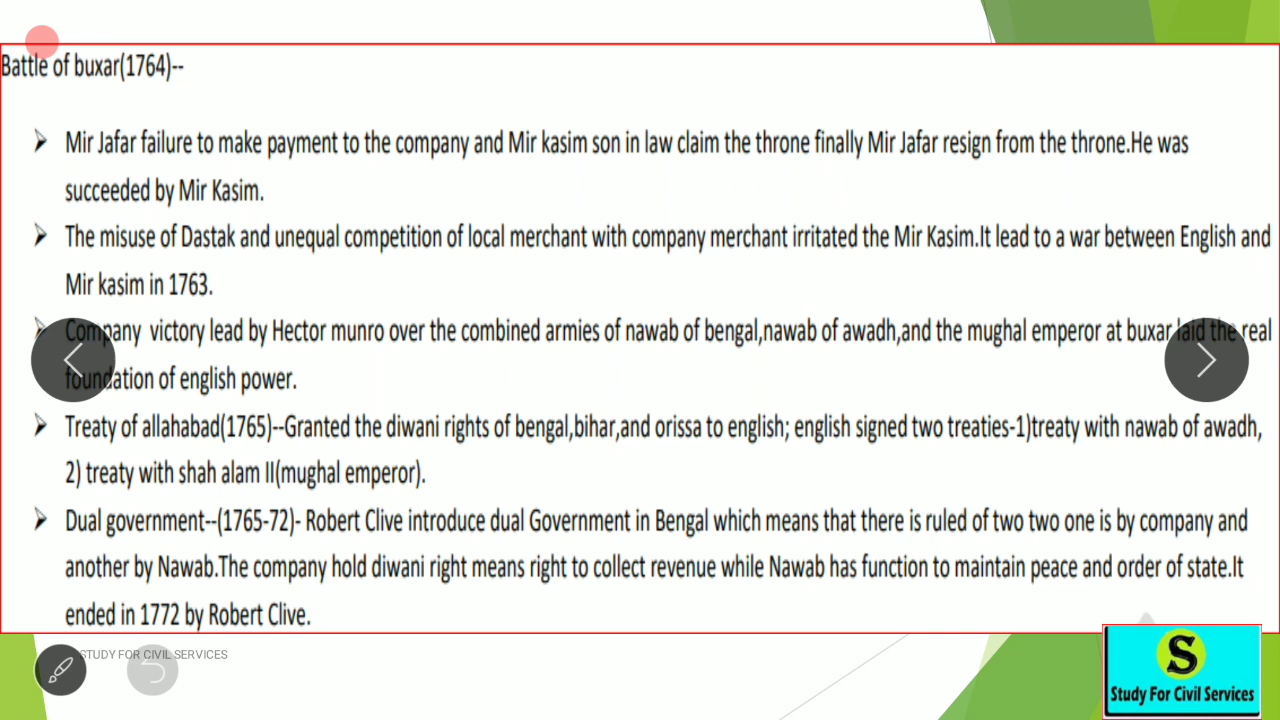 Battle of buxar(1764)--
Mir Jafar failure to make payment to the company and Mir kasim son in law claim the throne finally Mir Jafar resign from the throne.He was
succeeded by Mir Kasim.
The misuse of Dastak and unequal competition of local merchant with company merchant irritated the Mir Kasim.It lead to a war between English and
Mir kasim in 1763.
Company victory lead by Hector munro over the combined armies of nawab of bengal,nawab of awadh,and the mughal emperor at buxar laid the real
foundation of english power.
Treaty of allahabad(1765)--Granted the diwani rights of bengal,bihar,and orissa to english; english signed two treaties-1)treaty with nawab of awadh,
2) treaty with shah alam II(mughal emperor).
Dual government--(1765-72)- Robert Clive introduce dual Government in Bengal which means that there is ruled of two two one is by company and
another by Nawab.The company hold diwani right means right to collect revenue while Nawab has function to maintain peace and order of state.It
ended in 1772 by Robert Clive.
STUDY FOR CIVIL SERVICES
S
Study For Civil Services